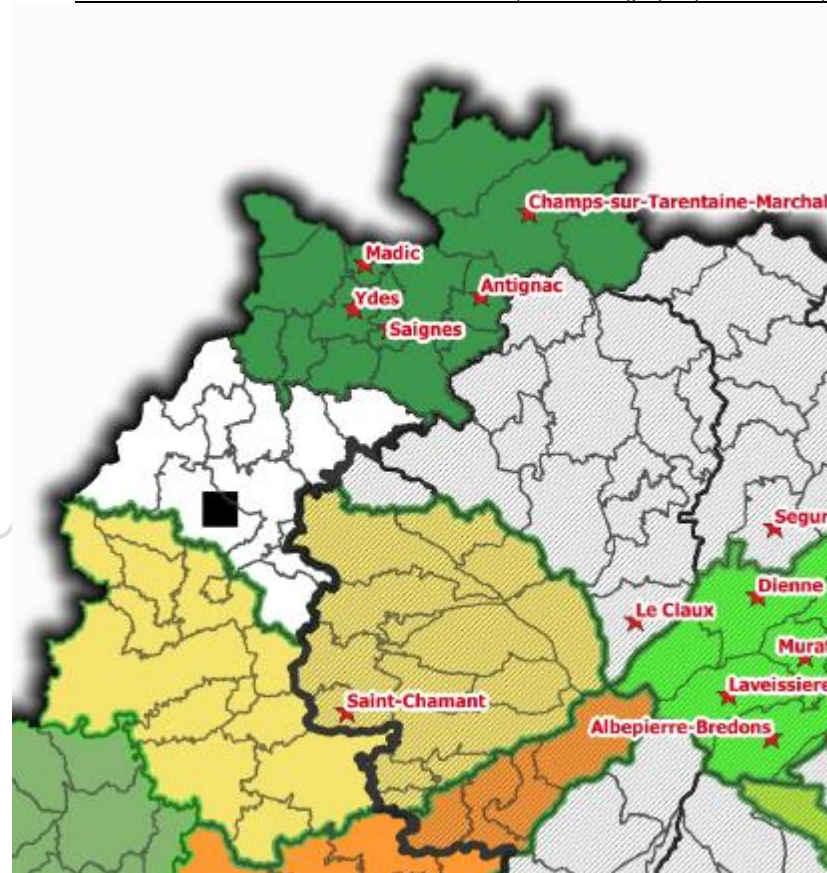 Champs-sur-Tarentaine-Marchal
Madic
Antignac
Ydes
Saignes
Segur
Dienne
Le Claux
Murat
Laveissiere
Saint-Chamant
Albepierre-Bredons